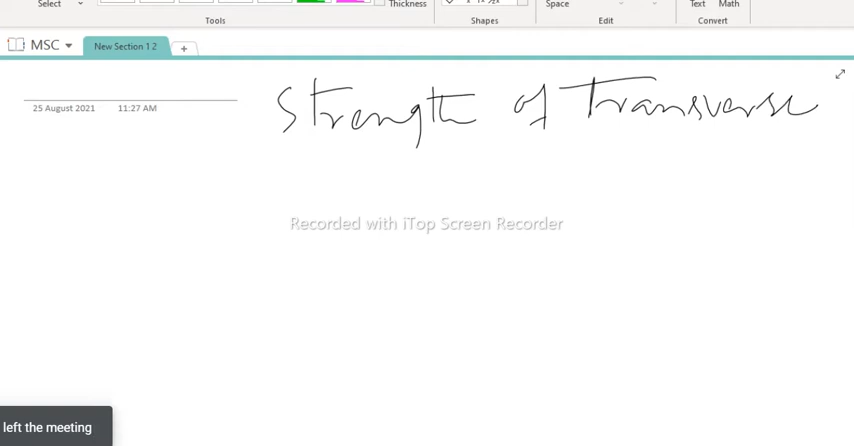 Select
Thickness
Space
Text Math
Tools
Shapes
Edit
Convert
MSC
New Section 1 2
+
Strength of Transverse
25 August 2021 11:27 AM
Recorded with iTop Screen Recorder
left the meeting